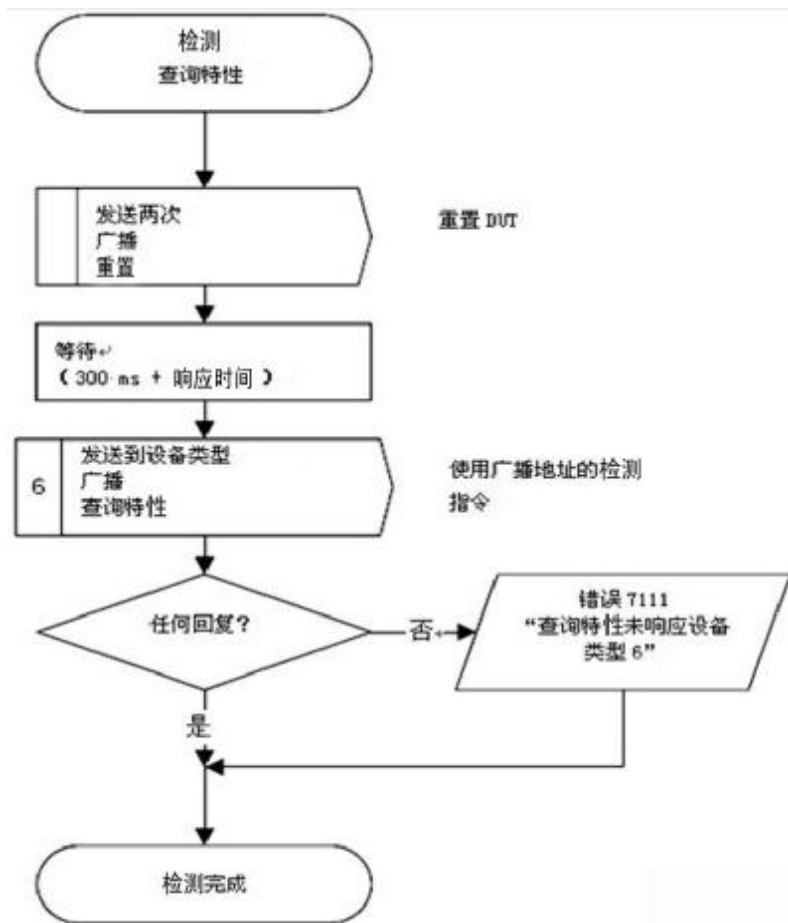 检测
查询特性
发送两次
广播
重置
重置 DUT
等待↵
（300 ms + 响应时间）
6
发送到设备类型
广播
查询特性
使用广播地址的检测
指令
任何回复？
否
错误 7111
“查询特性未响应设备
类型 6”
是
检测完成